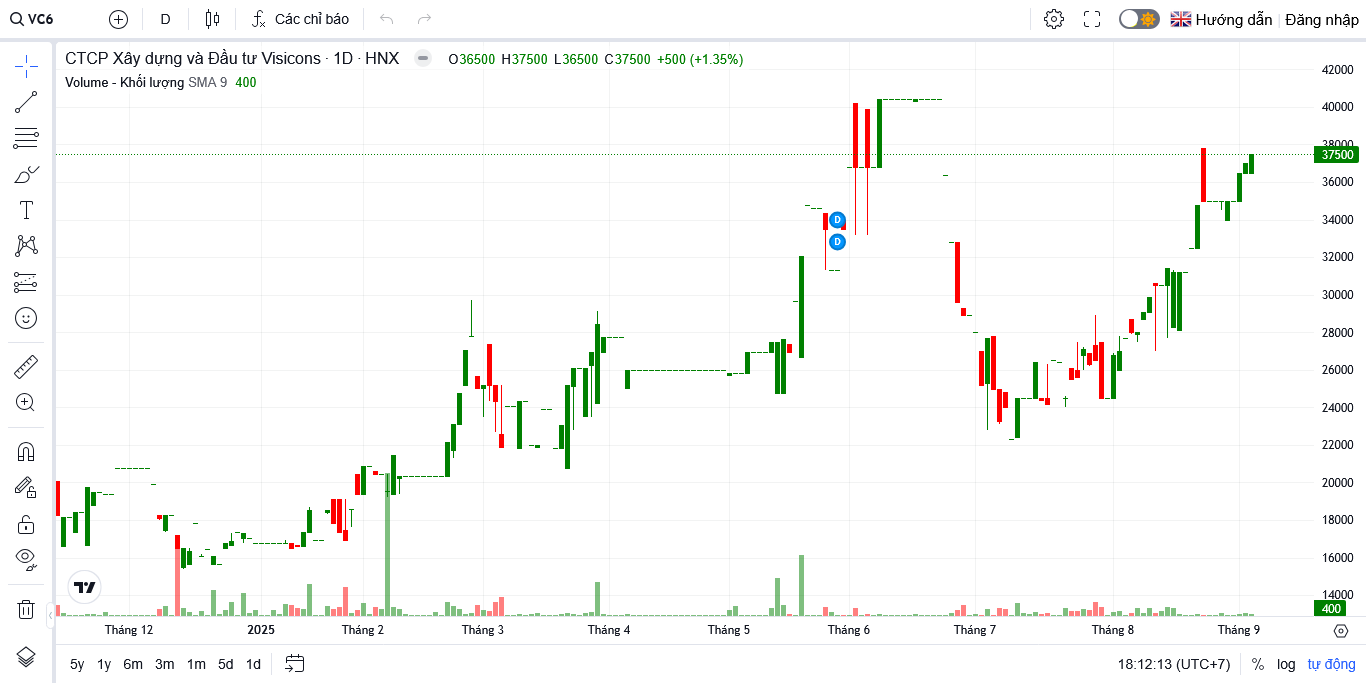 VC6 D Các chỉ báo Hướng dẫn Đăng nhập
CTCP Xây dựng và Đầu tư Visicons · 1D · HNX O36500 H37500 L36500 C37500 +500 (+1.35%)
Volume - Khối lượng SMA 9 400
42000
40000
38000
37500
36000
34000
D
D
32000
30000
28000
26000
24000
22000
20000
18000
16000
14000
400
Tháng 12 2025 Tháng 2 Tháng 3 Tháng 4 Tháng 5 Tháng 6 Tháng 7 Tháng 8 Tháng 9
5y 1y 6m 3m 1m 5d 1d 18:12:13 (UTC+7) % log tự động